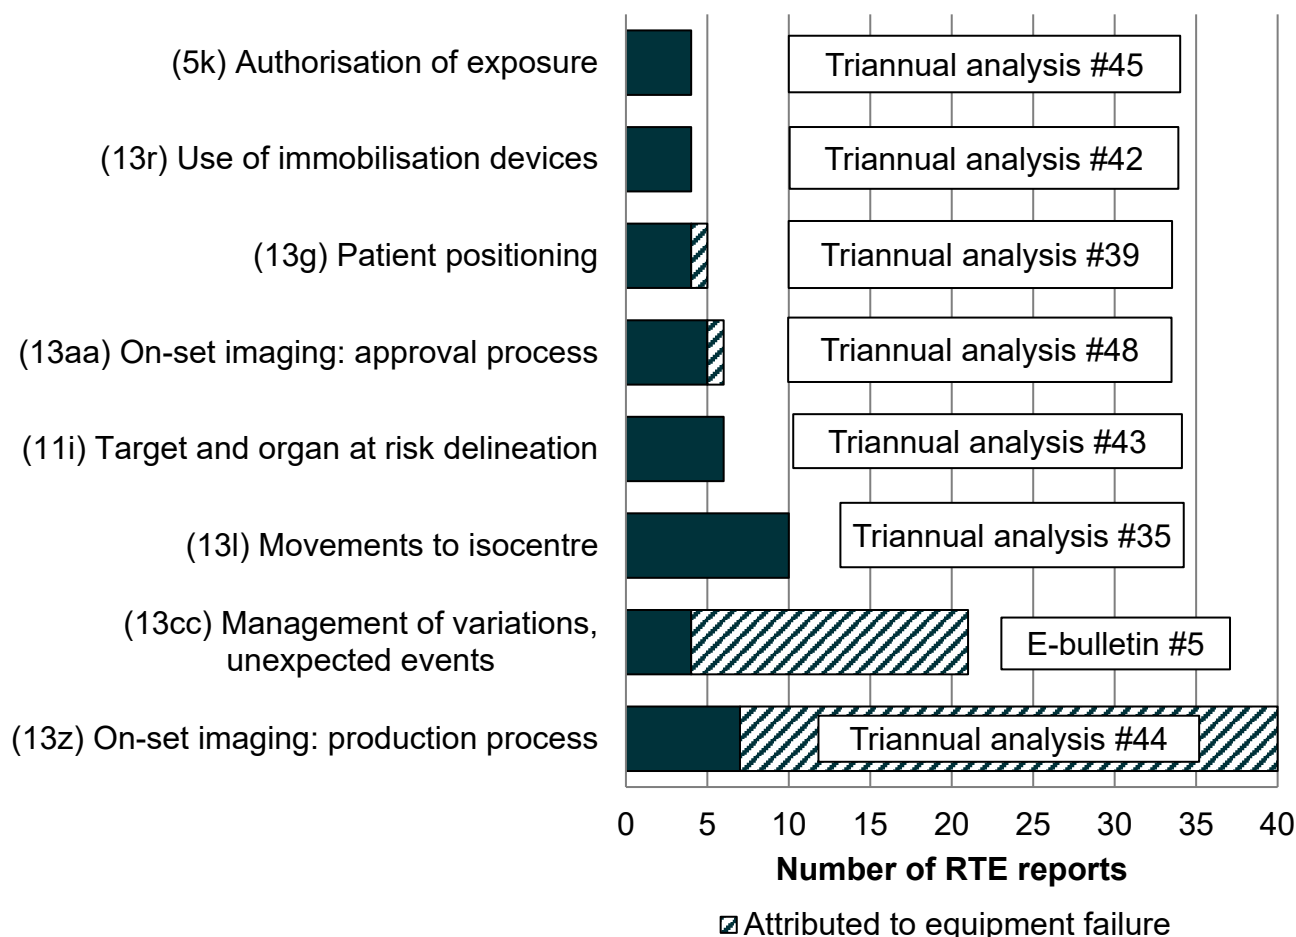 (5k) Authorisation of exposure
Triannual analysis #45
(13r) Use of immobilisation devices
Triannual analysis #42
(13g) Patient positioning
Triannual analysis #39
(13aa) On-set imaging: approval process
Triannual analysis #48
(11i) Target and organ at risk delineation
Triannual analysis #43
(13l) Movements to isocentre
Triannual analysis #35
(13cc) Management of variations,
unexpected events
E-bulletin #5
(13z) On-set imaging: production process
Triannual analysis #44
0 5 10 15 20 25 30 35 40
Number of RTE reports
Attributed to equipment failure